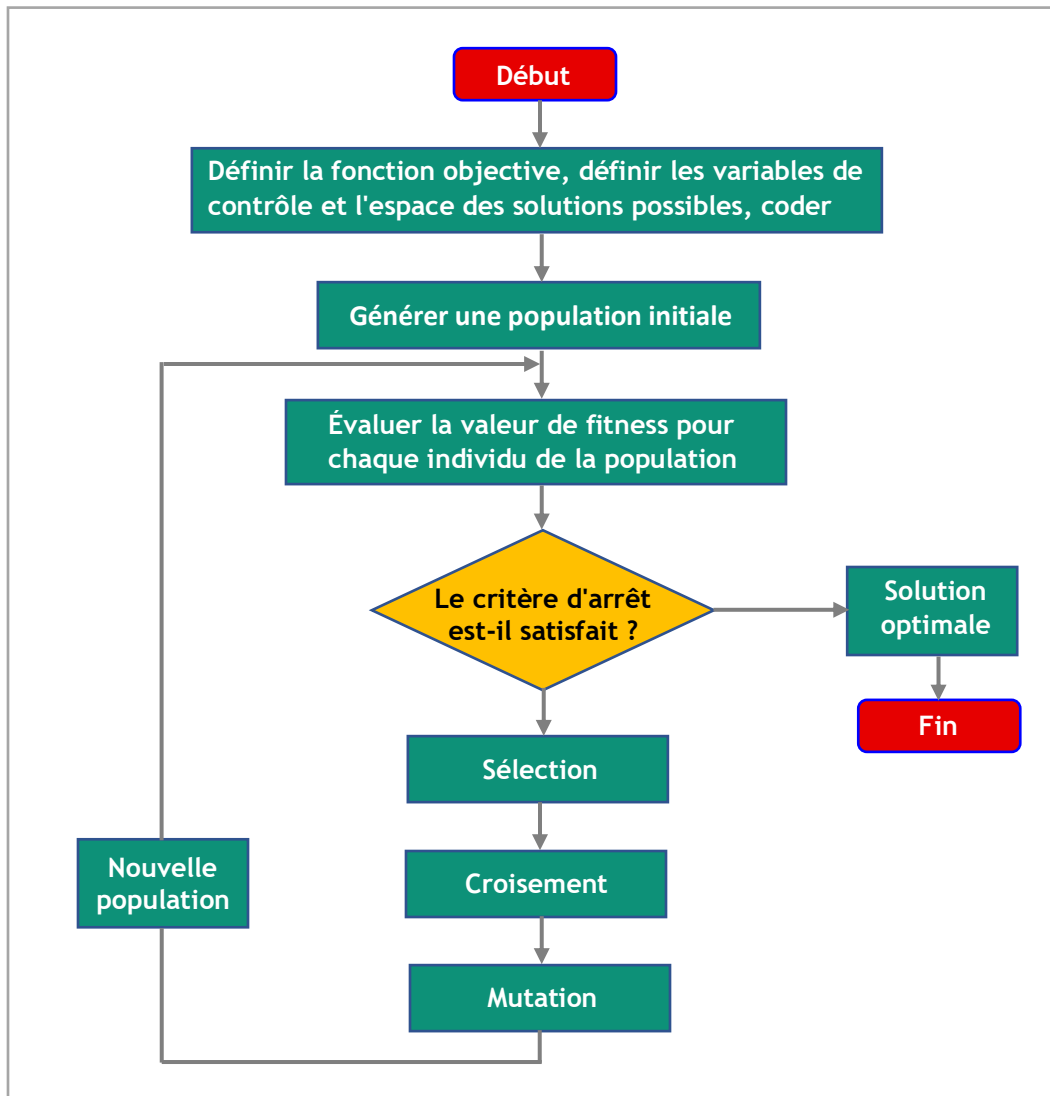 Début
Définir la fonction objective, définir les variables de
contrôle et l'espace des solutions possibles, coder
Générer une population initiale
Évaluer la valeur de fitness pour
chaque individu de la population
Le critère d'arrêt
est-il satisfait ?
Solution
optimale
Fin
Sélection
Croisement
Nouvelle
population
Mutation